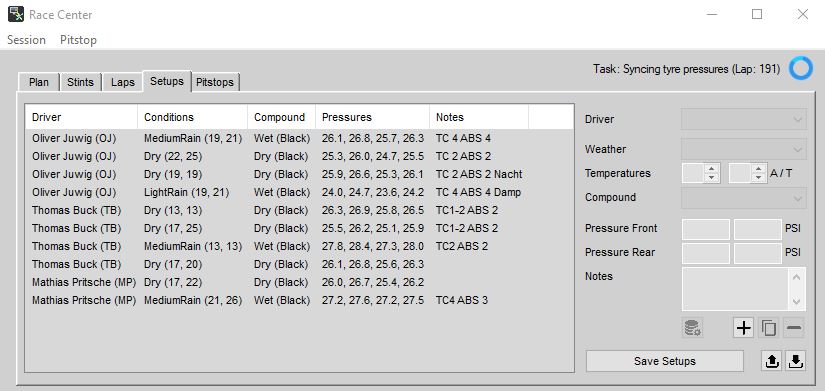 Race Center
Session Pitstop
Task: Syncing tyre pressures (Lap: 191)
Plan Stints Laps Setups Pitstops
Driver Conditions Compound Pressures Notes
Oliver Juwig (OJ) MediumRain (19, 21) Wet (Black) 26.1, 26.8, 25.7, 26.3 TC 4 ABS 4
Oliver Juwig (OJ) Dry (22, 25) Dry (Black) 25.3, 26.0, 24.7, 25.5 TC 2 ABS 2
Oliver Juwig (OJ) Dry (19, 19) Dry (Black) 25.9, 26.6, 25.3, 26.1 TC 2 ABS 2 Nacht
Oliver Juwig (OJ) LightRain (19, 21) Wet (Black) 24.0, 24.7, 23.6, 24.2 TC 4 ABS 4 Damp
Thomas Buck (TB) Dry (13, 13) Dry (Black) 26.3, 26.9, 25.8, 26.5 TC1-2 ABS 2
Thomas Buck (TB) Dry (17, 25) Dry (Black) 25.5, 26.2, 25.1, 25.9 TC1-2 ABS 2
Thomas Buck (TB) MediumRain (13, 13) Wet (Black) 27.8, 28.4, 27.3, 28.0 TC2 ABS 2
Thomas Buck (TB) Dry (17, 20) Dry (Black) 26.1, 26.8, 25.6, 26.3
Mathias Pritsche (MP) Dry (17, 22) Dry (Black) 26.0, 26.7, 25.4, 26.2
Mathias Pritsche (MP) MediumRain (21, 26) Wet (Black) 27.2, 27.6, 27.2, 27.5 TC4 ABS 3
Driver
Weather
Temperatures A / T
Compound
Pressure Front PSI
Pressure Rear PSI
Notes
Save Setups